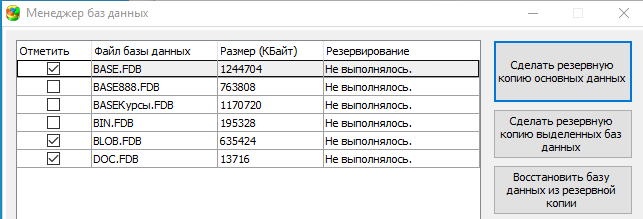 Менеджер баз данных
Отметить Файл базы данных Размер (КБайт) Резервирование
BASE.FDB 1244704 Не выполнялось.
BASE888.FDB 763808 Не выполнялось.
BASEКурсы.FDB 1170720 Не выполнялось.
BIN.FDB 195328 Не выполнялось.
BLOB.FDB 635424 Не выполнялось.
DOC.FDB 13716 Не выполнялось.
Сделать резервную
копию основных данных
Сделать резервную
копию выделенных баз
данных
Восстановить базу
данных из резервной
копии